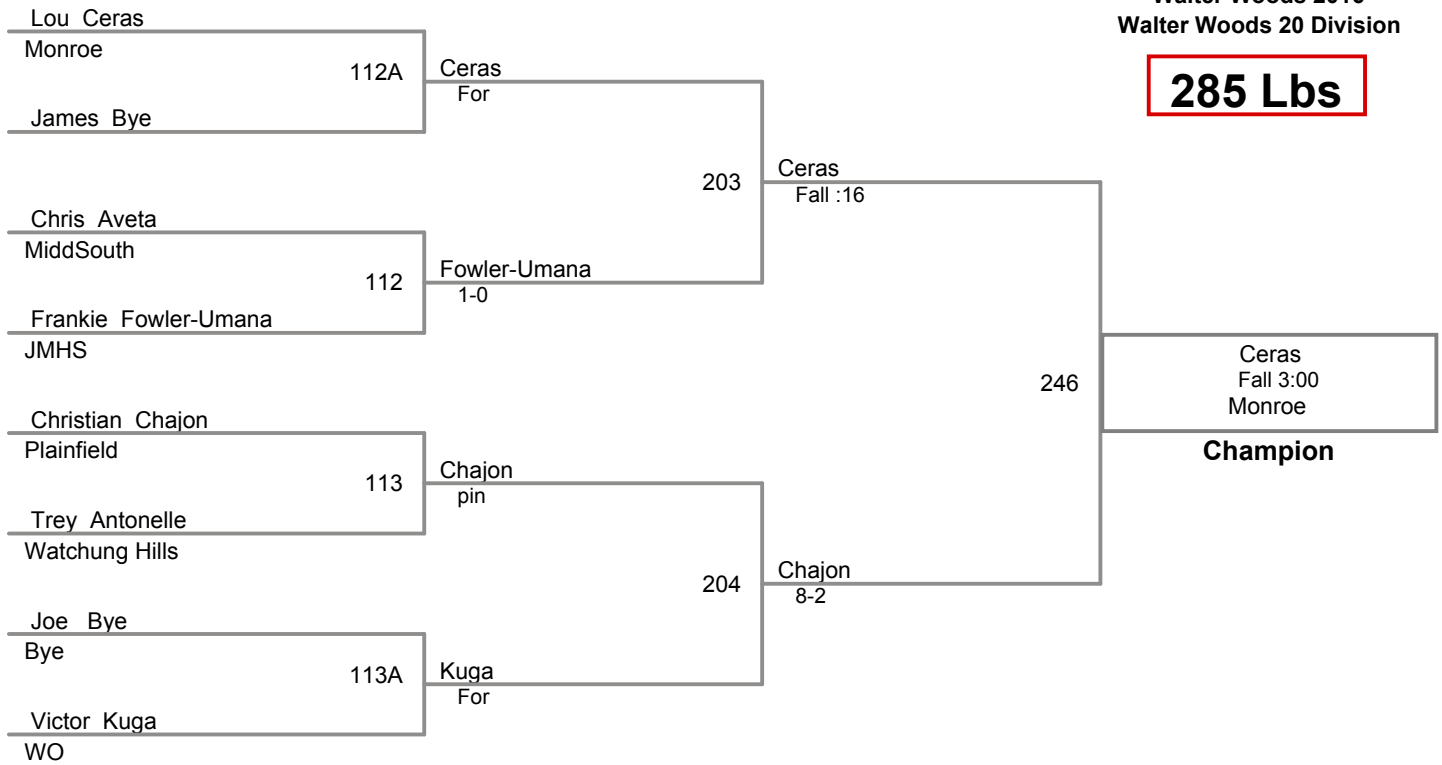 Walter Woods 20 Division
285 Lbs
Lou Ceras
Monroe
112A
Ceras
For
James Bye
203
Ceras
Fall :16
Chris Aveta
MiddSouth
112
Fowler-Umana
1-0
Frankie Fowler-Umana
JMHS
246
Ceras
Fall 3:00
Monroe
Champion
Christian Chajon
Plainfield
113
Chajon
pin
Trey Antonelle
Watchung Hills
204
Chajon
8-2
Joe Bye
Bye
113A
Kuga
For
Victor Kuga
WO